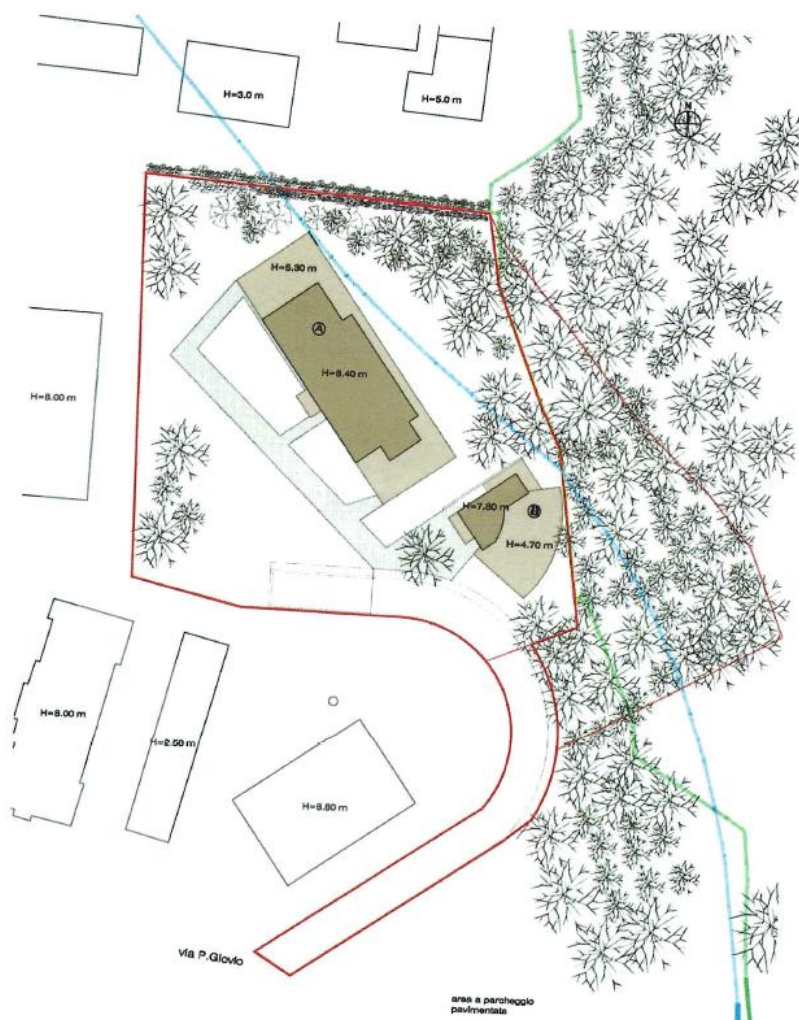 H=3.0 m
H=5.0 m
N
H=5.30 m
A
H=8.40 m
H=8.00 m
H=7.80 m
B
H=4.70 m
H=8.00 m
H=2.50 m
H=8.80 m
via P.Giovio
area a parcheggio
pavimentata